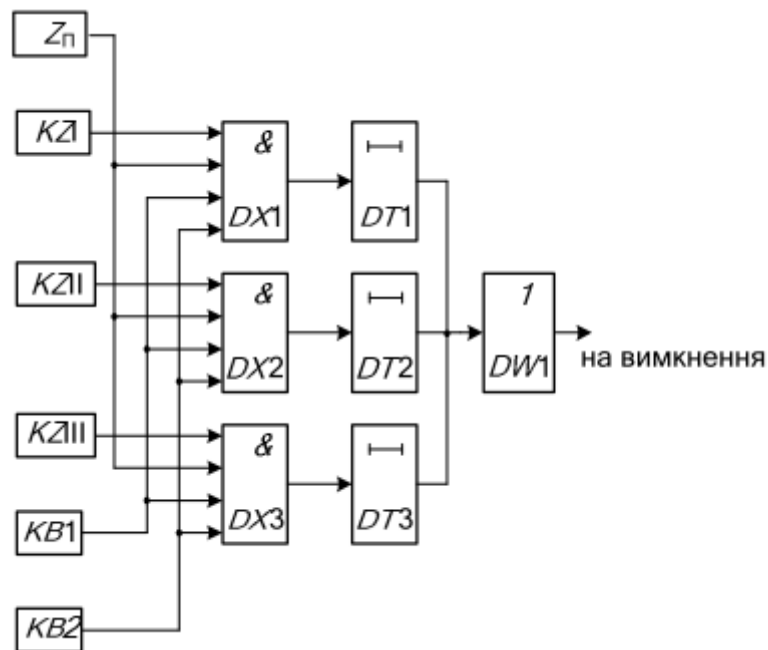 Zп
KZI
&
DX1
DT1
KZII
&
DX2
DT2
1
DW1
на вимкнення
KZIII
&
DX3
DT3
KB1
KB2